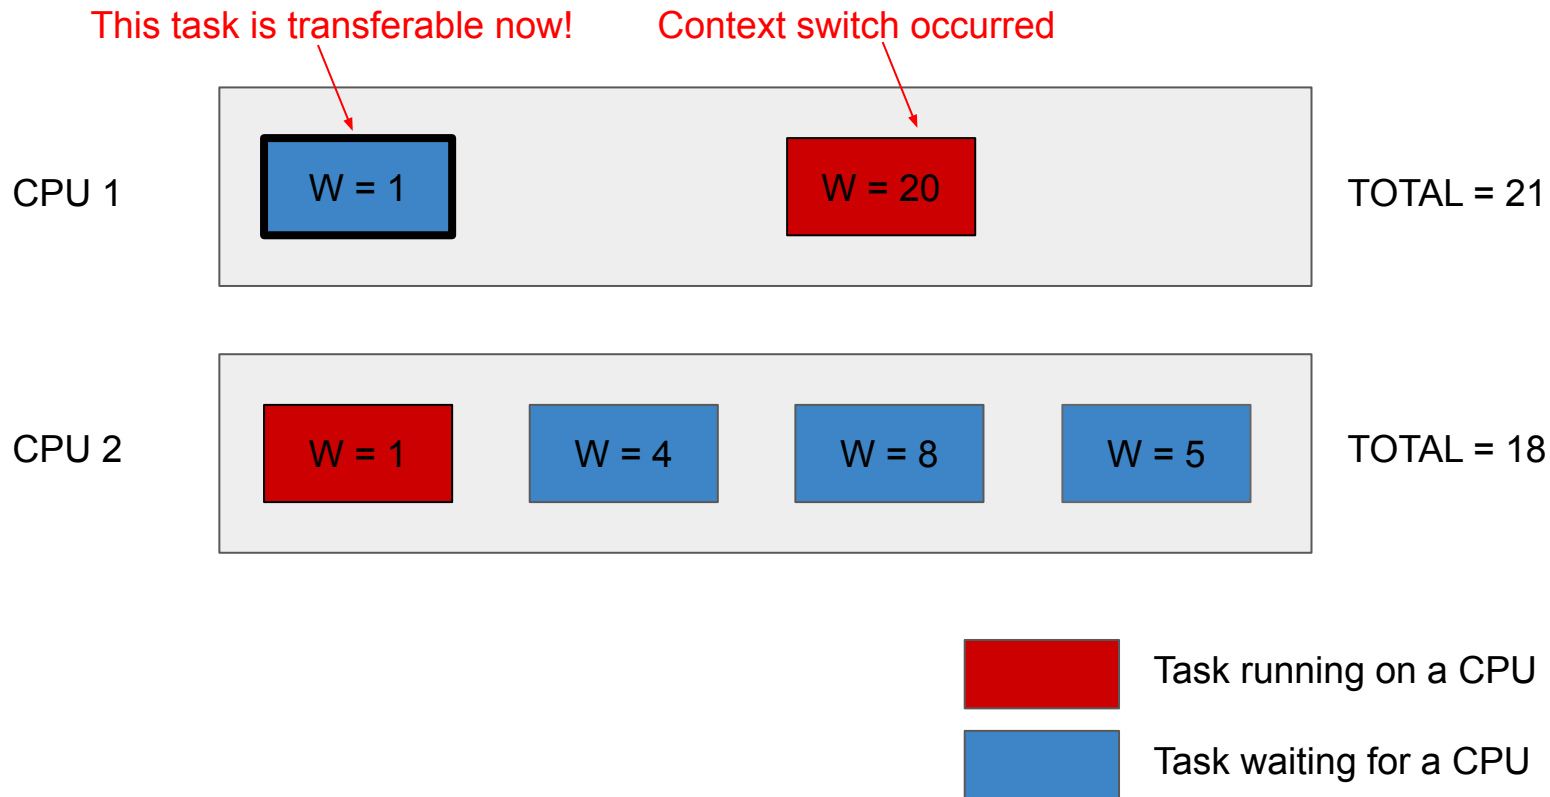 This task is transferable now! Context switch occurred
CPU 1 W = 1 W = 20 TOTAL = 21
CPU 2 W = 1 W = 4 W = 8 W = 5 TOTAL = 18
Task running on a CPU
Task waiting for a CPU